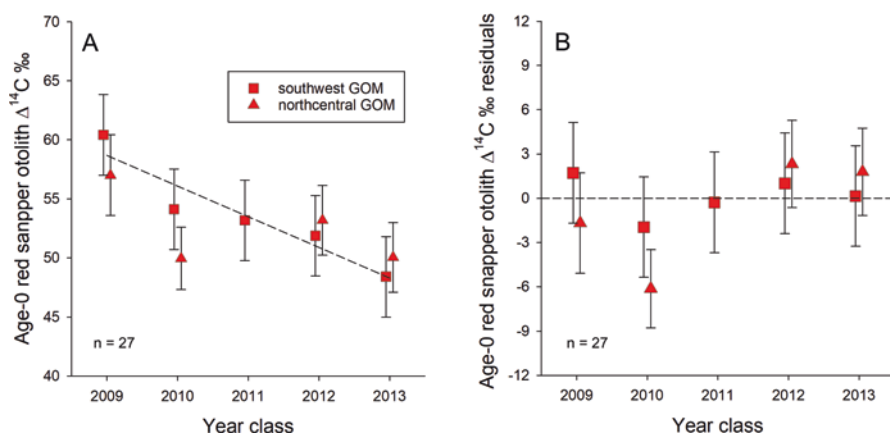 A
Age-0 red sanpper otolith Δ¹⁴C ‰
70
65
60
55
50
45
40
southwest GOM
northcentral GOM
n = 27
2009 2010 2011 2012 2013
Year class
B
Age-0 red snapper otolith Δ¹⁴C ‰ residuals
12
9
6
3
0
-3
-6
-9
-12
n = 27
2009 2010 2011 2012 2013
Year class